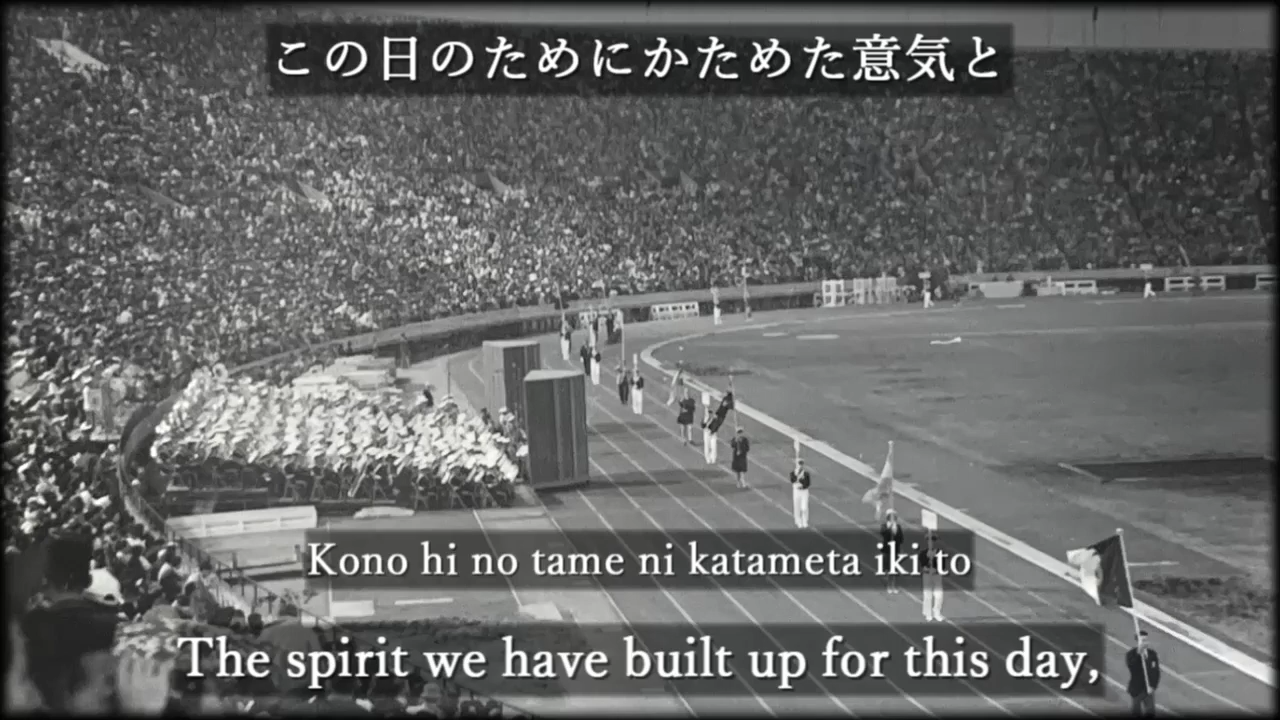 この日のためにかためた意気と
Kono hi no tame ni katameta iki to
The spirit we have built up for this day,